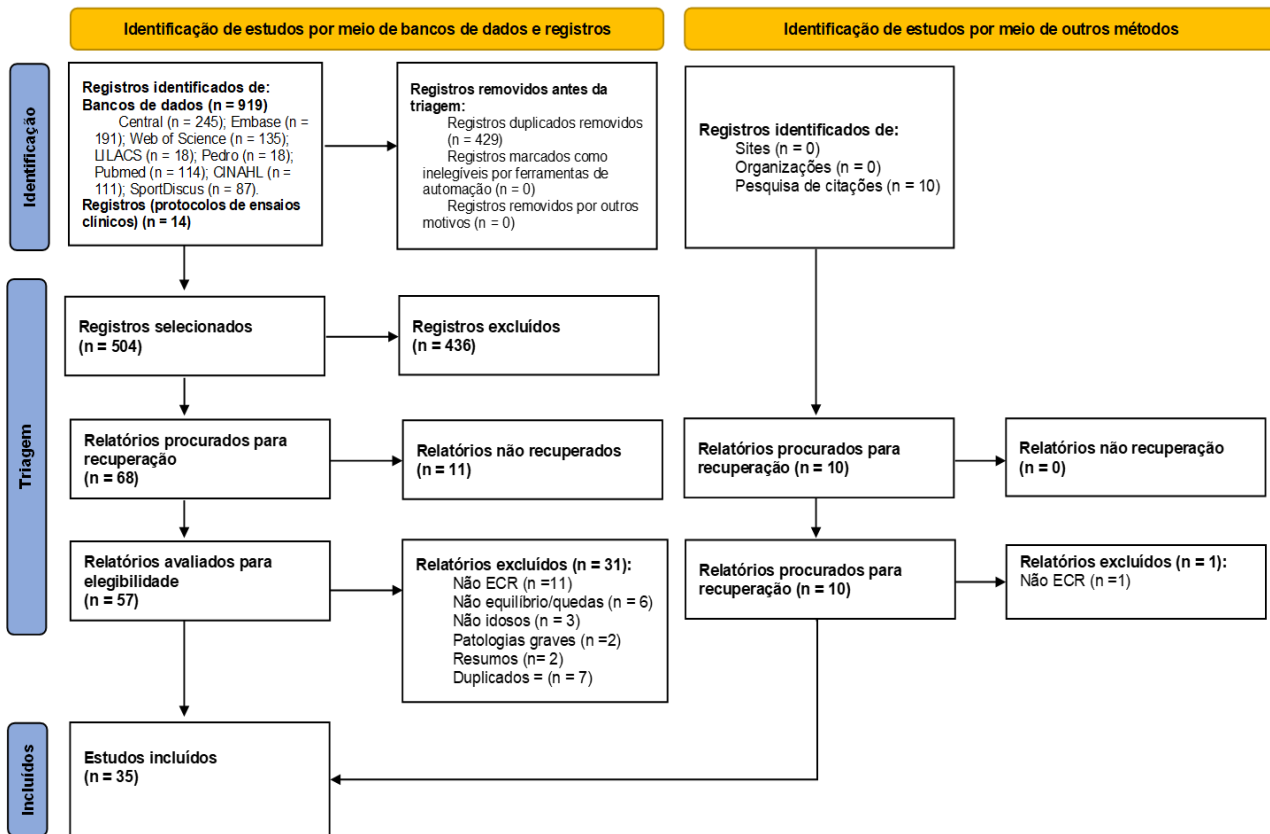 Identificação de estudos por meio de bancos de dados e registros
Identificação de estudos por meio de outros métodos
Identificação
Registros identificados de:
Bancos de dados (n = 919)
Central (n = 245); Embase (n =
191); Web of Science (n = 135);
LILACS (n = 18); Pedro (n = 18);
Pubmed (n = 114); CINAHL (n =
111); SportDiscus (n = 87).
Registros (protocolos de ensaios
clínicos) (n = 14)
Registros removidos antes da
triagem:
Registros duplicados removidos
(n = 429)
Registros marcados como
inelegíveis por ferramentas de
automação (n = 0)
Registros removidos por outros
motivos (n = 0)
Registros identificados de:
Sites (n = 0)
Organizações (n = 0)
Pesquisa de citações (n = 10)
Triagem
Registros selecionados
(n = 504)
Registros excluídos
(n = 436)
Relatórios procurados para
recuperação
(n = 68)
Relatórios não recuperados
(n = 11)
Relatórios procurados para
recuperação (n = 10)
Relatórios não recuperação
(n = 0)
Relatórios avaliados para
elegibilidade
(n = 57)
Relatórios excluídos (n = 31):
Não ECR (n =11)
Não equilíbrio/quedas (n = 6)
Não idosos (n = 3)
Patologias graves (n =2)
Resumos (n= 2)
Duplicados = (n = 7)
Relatórios procurados para
recuperação (n = 10)
Relatórios excluídos (n = 1):
Não ECR (n =1)
Incluídos
Estudos incluídos
(n = 35)